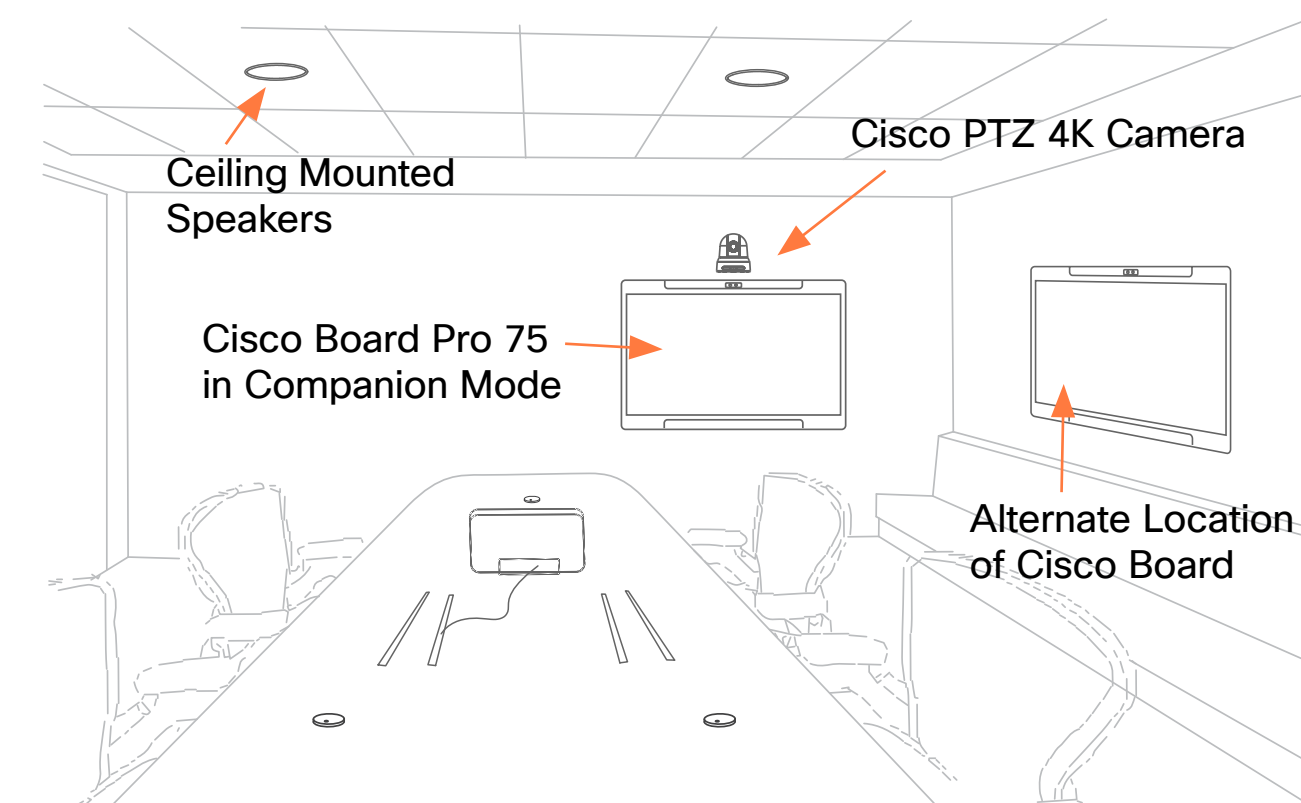 Cisco PTZ 4K Camera
Ceiling Mounted
Speakers
Cisco Board Pro 75
in Companion Mode
Alternate Location
of Cisco Board